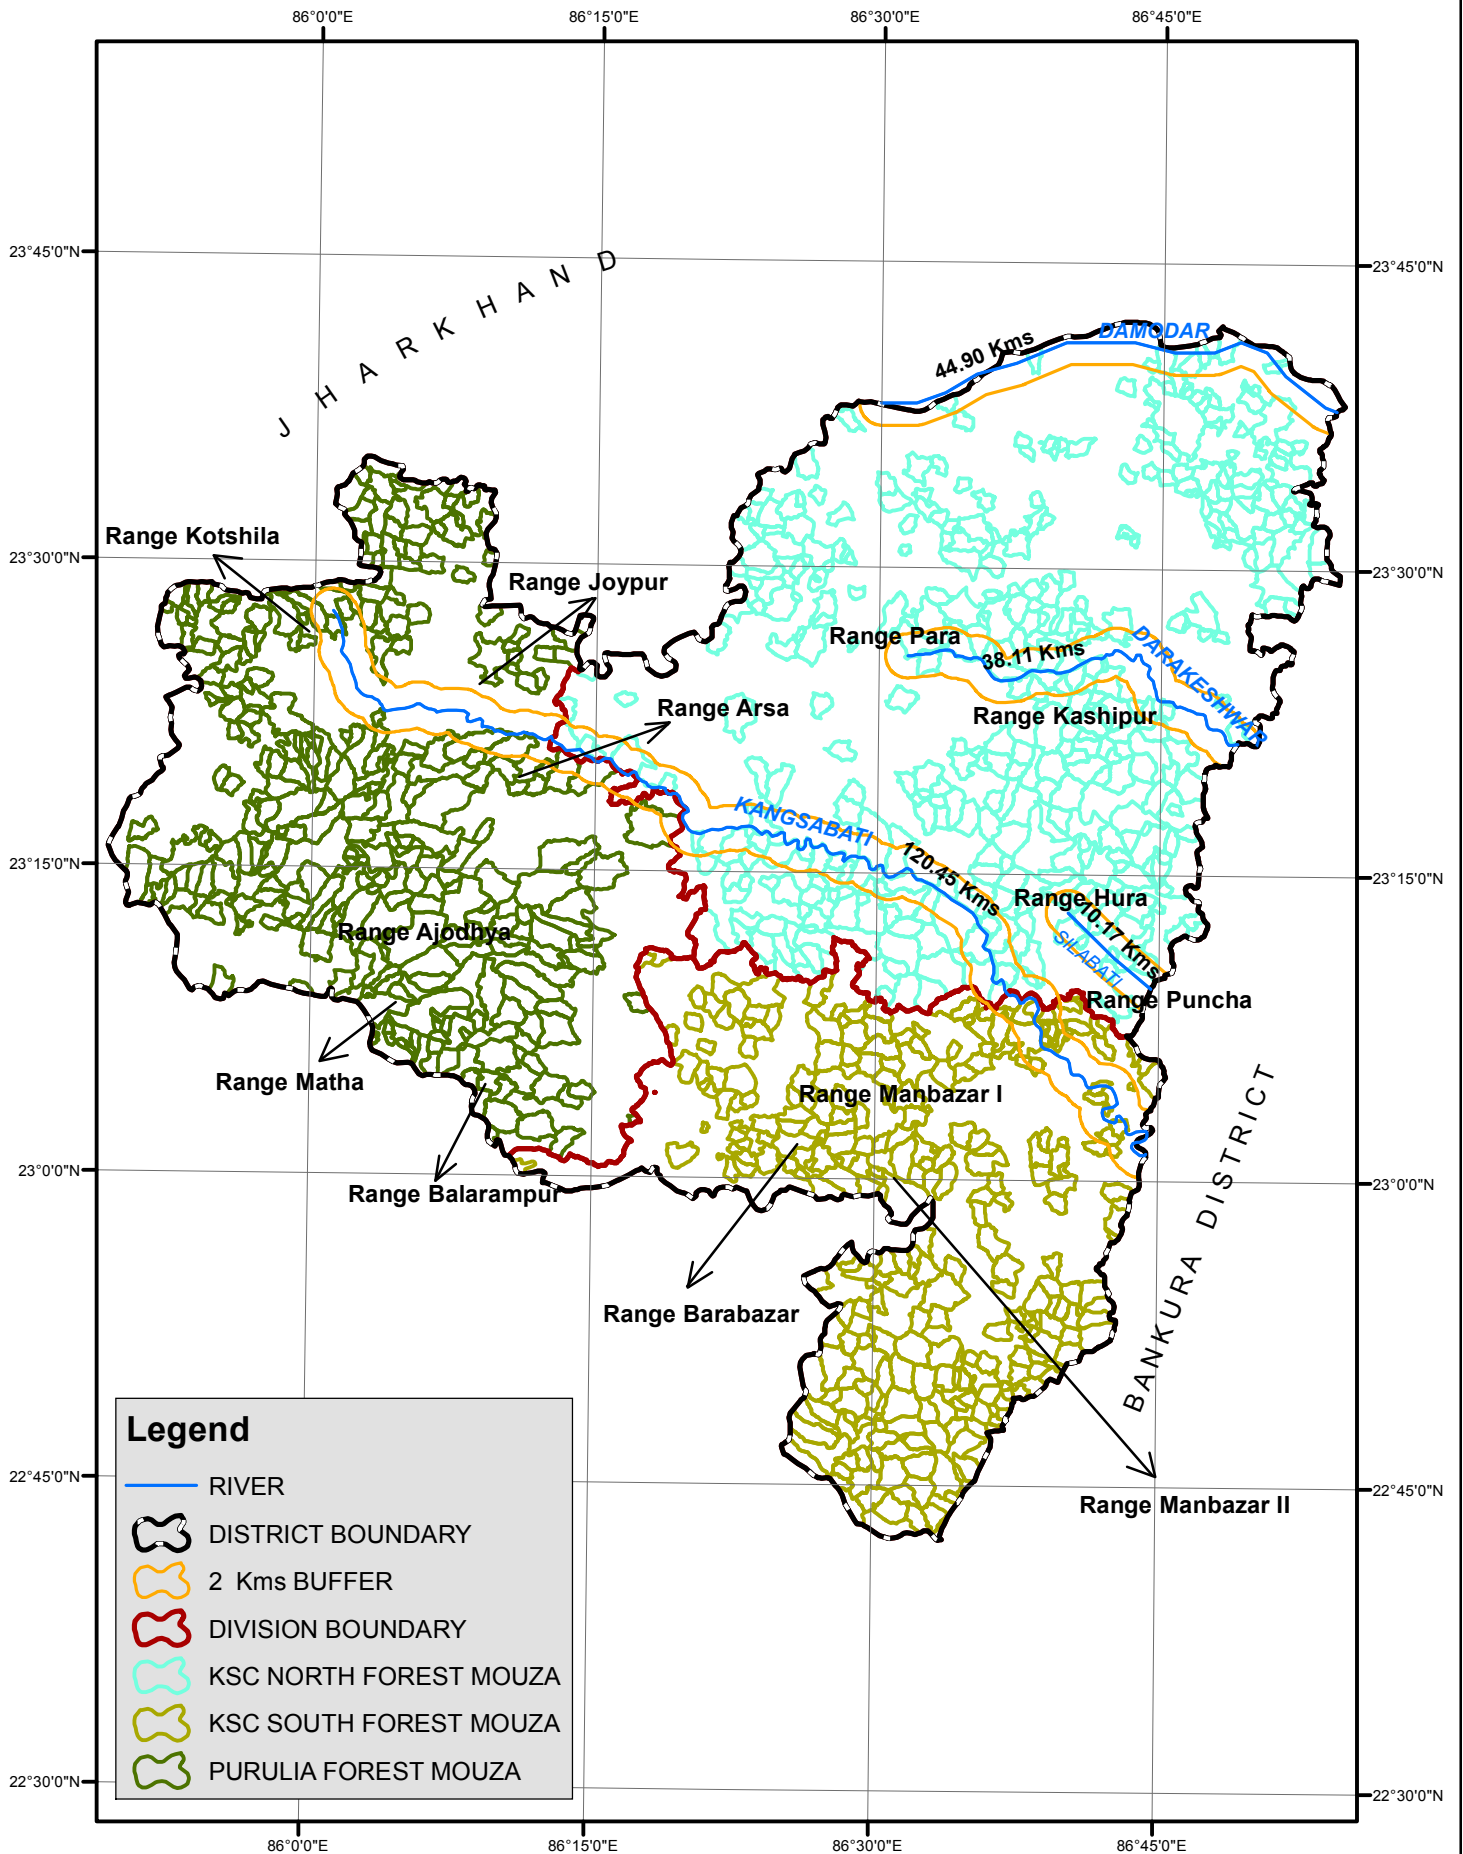 86°0'0"E
86°15'0"E
86°30'0"E
86°45'0"E
23°45'0"N
23°45'0"N
JHARKHAND
DAMODAR
44.90 Kms
Range Kotshila
23°30'0"N
23°30'0"N
Range Joypur
Range Para
38.11 Kms
DARAKESHWAR
Range Arsa
Range Kashipur
KANGSABATI
120.45 Kms
23°15'0"N
23°15'0"N
Range Hura
10.17 Kms
SILABATI
Range Ajodhya
Range Puncha
Range Matha
Range Manbazar I
BANKURA DISTRICT
23°0'0"N
23°0'0"N
Range Balarampur
Range Barabazar
Legend
RIVER
DISTRICT BOUNDARY
2 Kms BUFFER
DIVISION BOUNDARY
KSC NORTH FOREST MOUZA
KSC SOUTH FOREST MOUZA
PURULIA FOREST MOUZA
22°45'0"N
22°45'0"N
Range Manbazar II
22°30'0"N
22°30'0"N
86°0'0"E
86°15'0"E
86°30'0"E
86°45'0"E